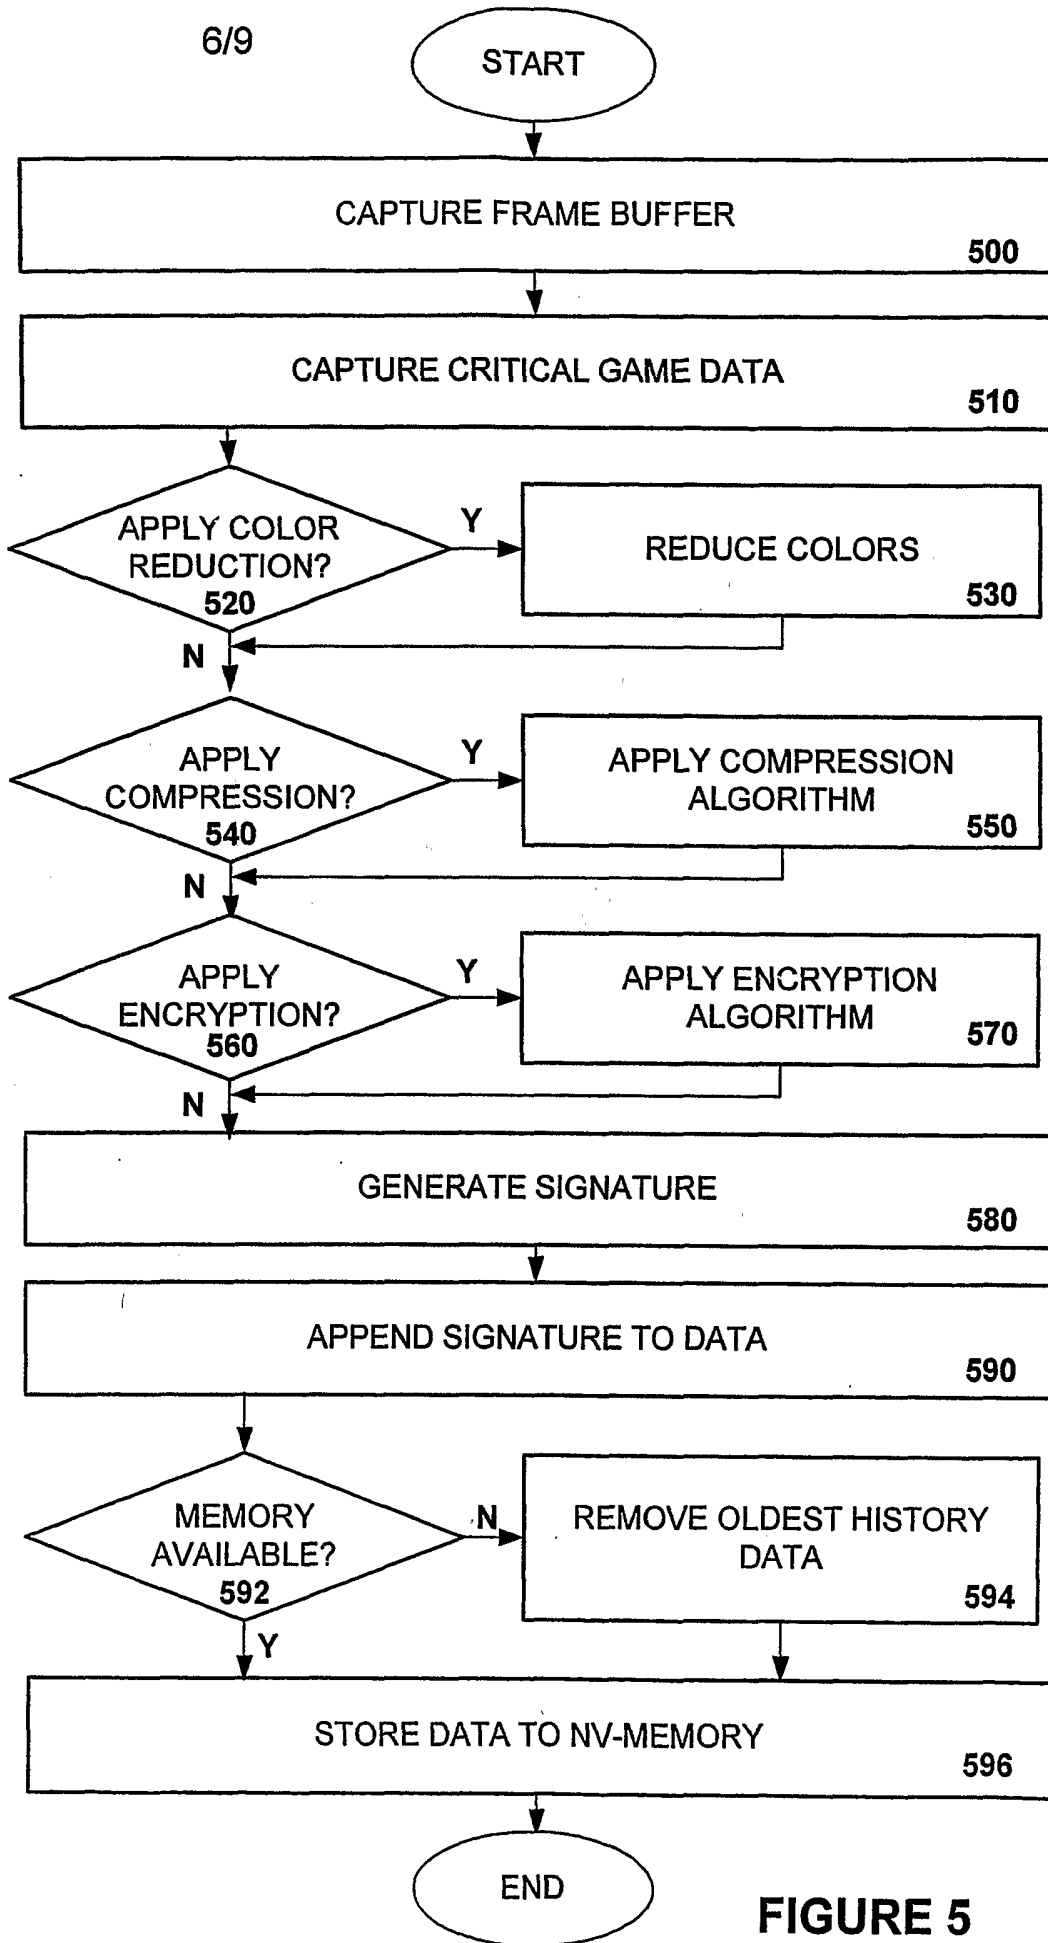 6/9
START
CAPTURE FRAME BUFFER
500
CAPTURE CRITICAL GAME DATA
510
APPLY COLOR
REDUCTION?
520
Y
REDUCE COLORS
530
N
APPLY
COMPRESSION?
540
Y
APPLY COMPRESSION
ALGORITHM
550
N
APPLY
ENCRYPTION?
560
Y
APPLY ENCRYPTION
ALGORITHM
570
N
GENERATE SIGNATURE
580
APPEND SIGNATURE TO DATA
590
MEMORY
AVAILABLE?
592
N
REMOVE OLDEST HISTORY
DATA
594
Y
STORE DATA TO NV-MEMORY
596
END
FIGURE 5